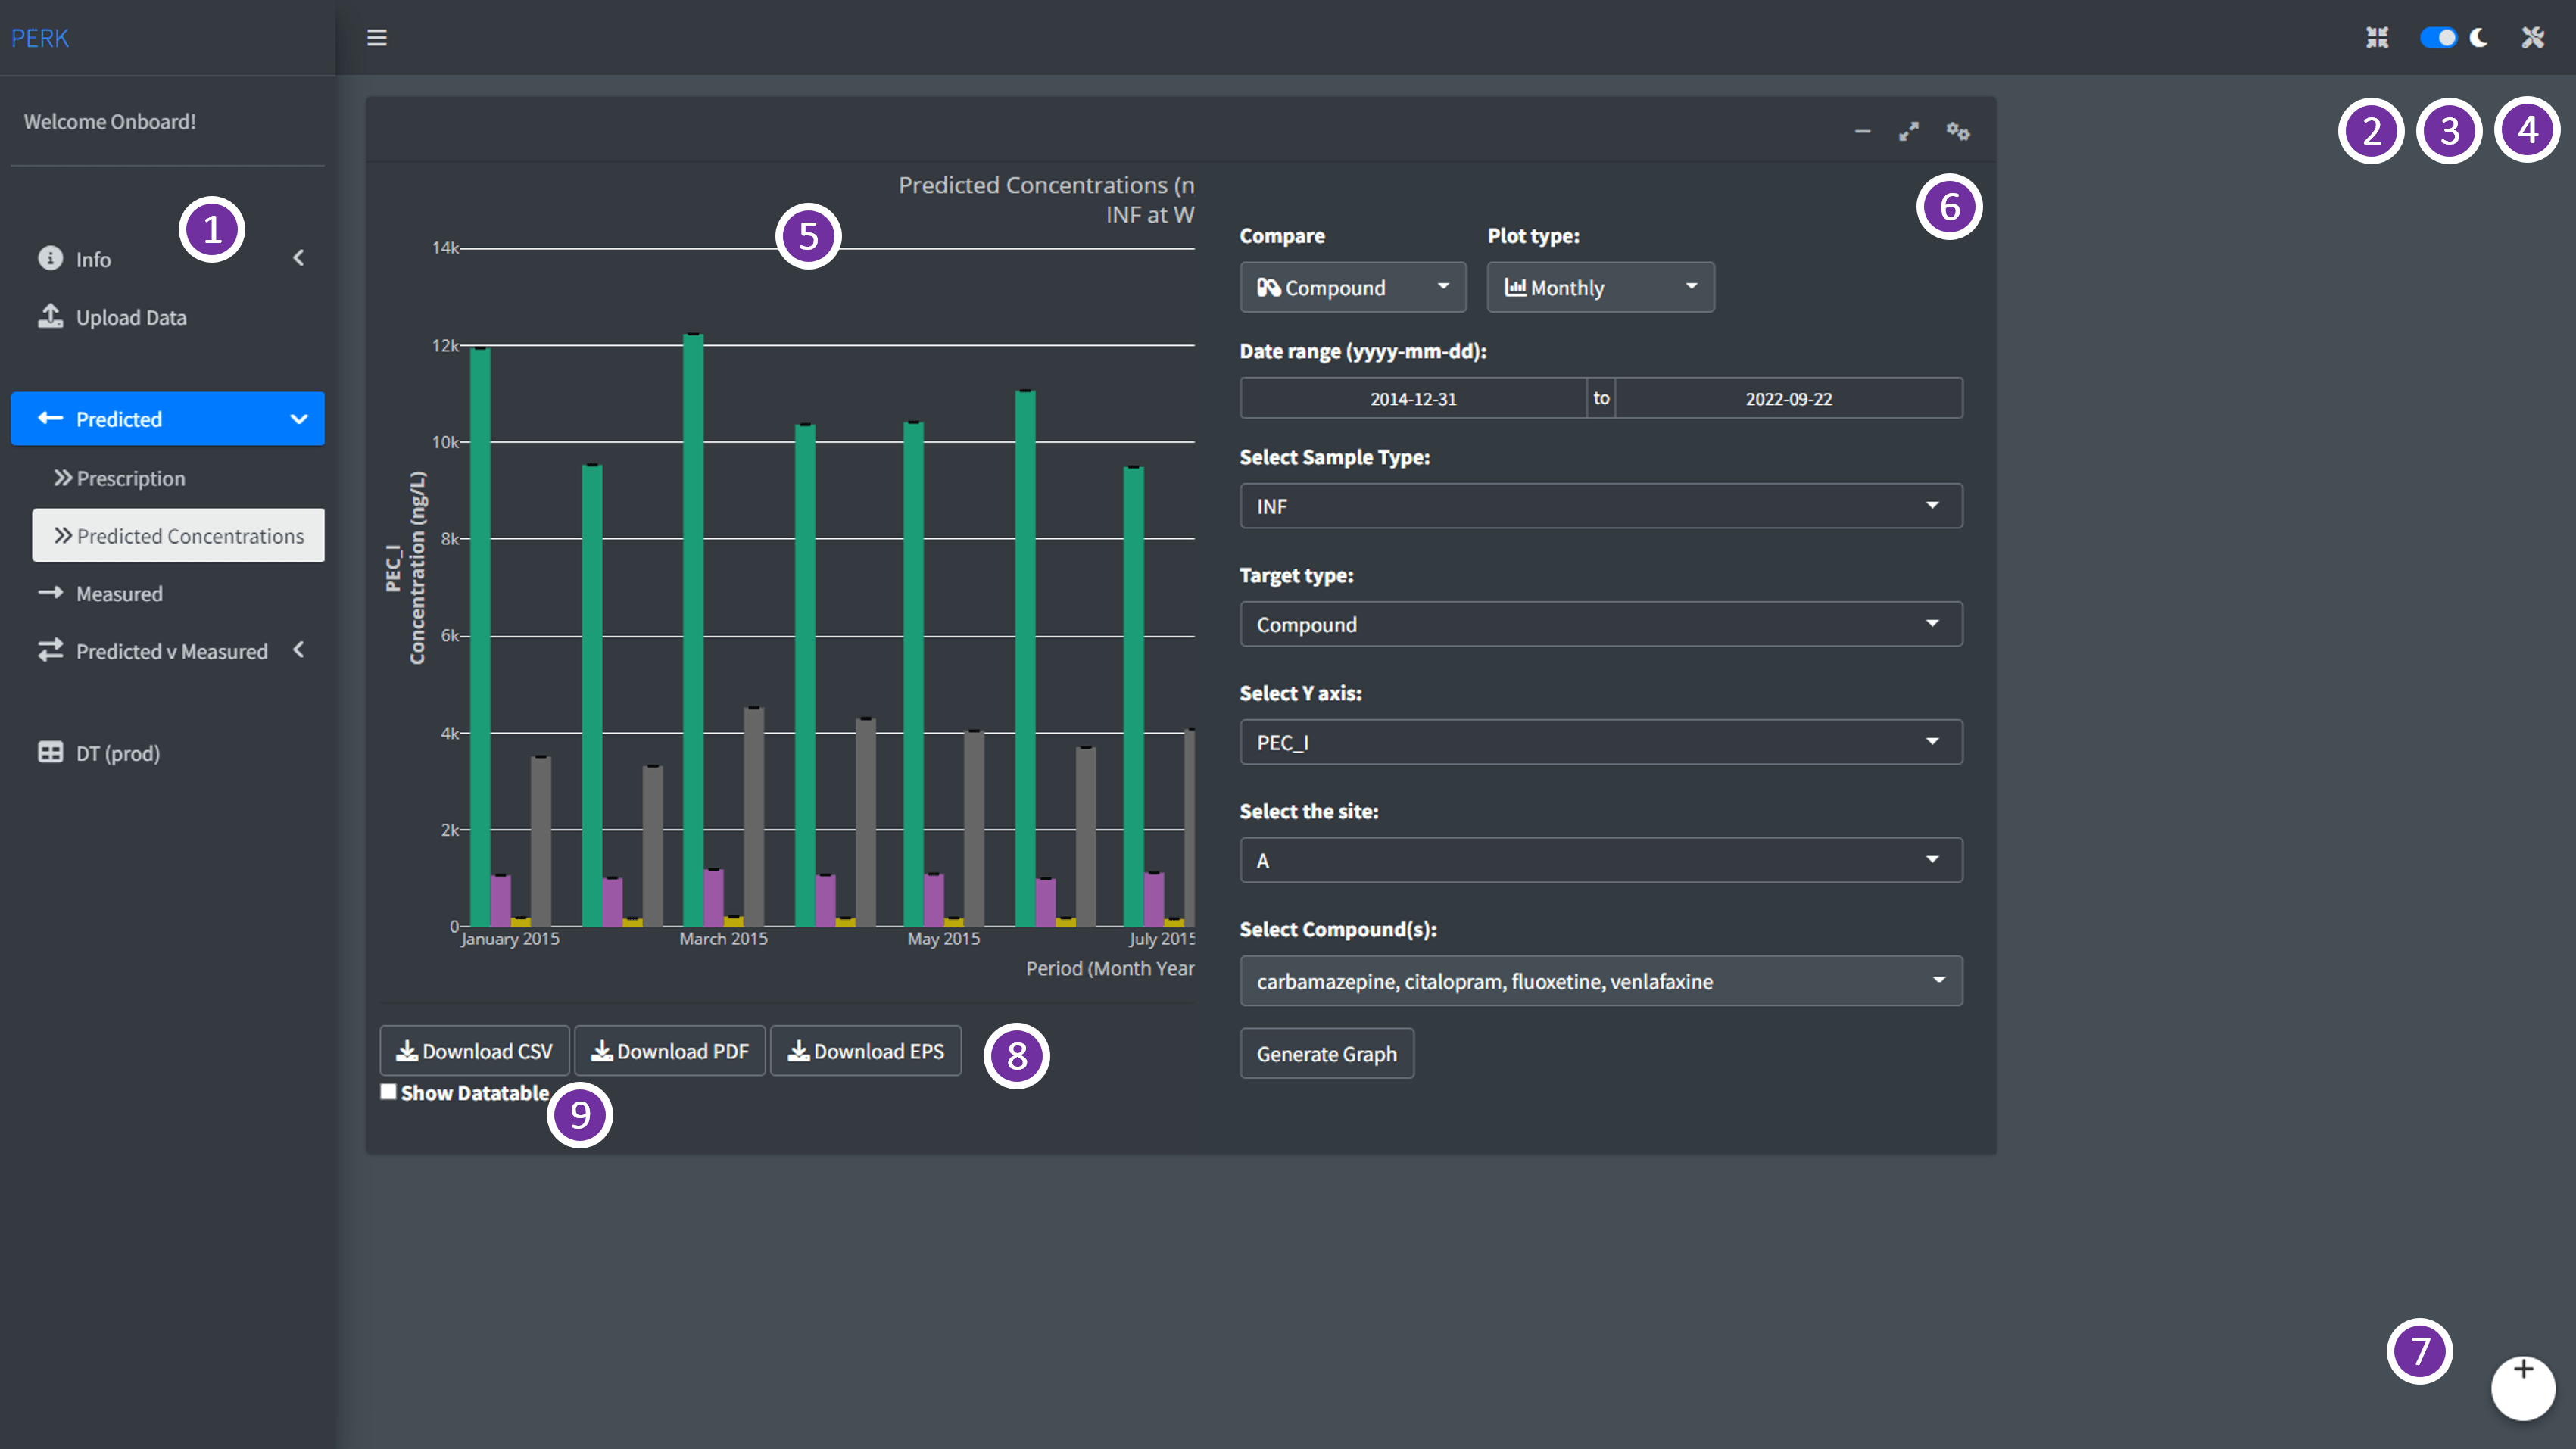 PERK
Welcome Onboard!
1
Info
Upload Data
Predicted
Prescription
Predicted Concentrations
Measured
Predicted v Measured
DT (prod)
2
3
4
5
6
Predicted Concentrations (n
INF at W
14k
12k
10k
8k
6k
4k
2k
0
PEC_I
Concentration (ng/L)
January 2015
March 2015
May 2015
July 2015
Period (Month Year
Download CSV
Download PDF
Download EPS
8
Show Datatable
9
Compare
Plot type:
Compound
Monthly
Date range (yyyy-mm-dd):
2014-12-31
to
2022-09-22
Select Sample Type:
INF
Target type:
Compound
Select Y axis:
PEC_I
Select the site:
A
Select Compound(s):
carbamazepine, citalopram, fluoxetine, venlafaxine
Generate Graph
7
+